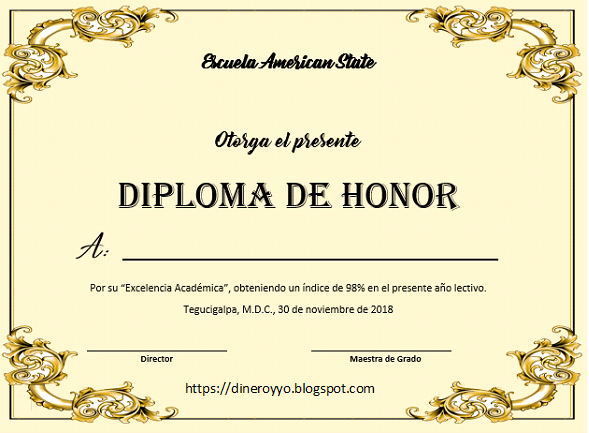 Escuela American State
Otorga el presente
DIPLOMA DE HONOR
A:
Por su “Excelencia Académica”, obteniendo un índice de 98% en el presente año lectivo.
Tegucigalpa, M.D.C., 30 de noviembre de 2018
Director
Maestra de Grado
https://dineroyyo.blogspot.com